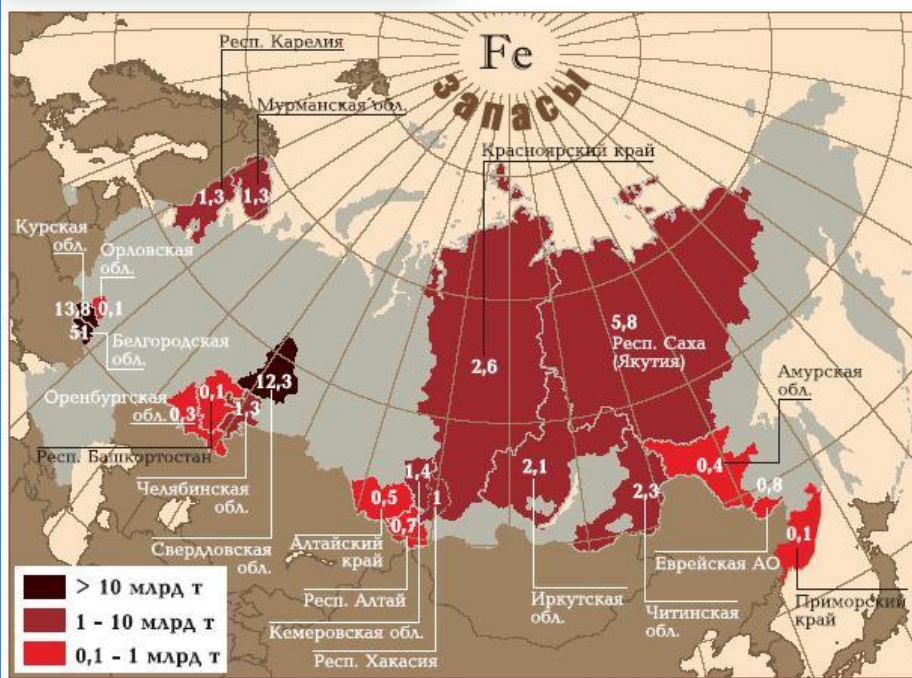 Fe
запасы
Респ. Карелия
Мурманская обл.
Красноярский край
1,3
1,3
Курская
обл.
Орловская
обл.
13,8
0,1
51
Белгородская
обл.
5,8
Респ. Саха
(Якутия)
2,6
Амурская
обл.
12,3
0,1
Оренбургская
обл.
0,3
1,3
Респ. Башкортостан
Челябинская
обл.
Свердловская
обл.
1,4
2,1
0,4
0,5
1
2,3
0,8
0,7
0,1
Алтайский
край
Еврейская АО
Респ. Алтай
Иркутская
обл.
Читинская
обл.
Приморский
край
Кемеровская обл.
Респ. Хакасия
> 10 млрд т
1 - 10 млрд т
0,1 - 1 млрд т